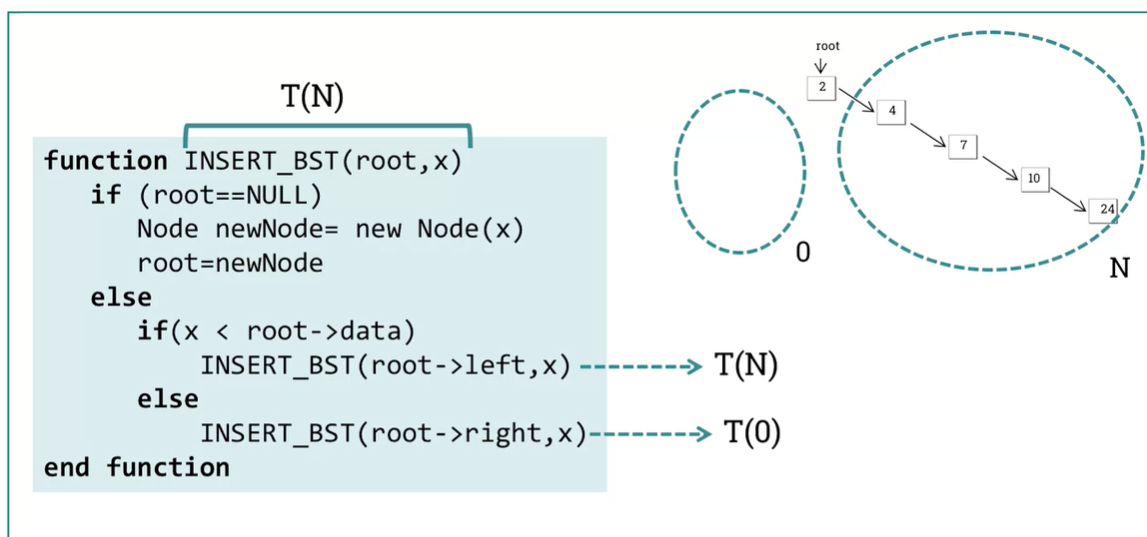 T(N)
function INSERT_BST(root,x)
if (root==NULL)
Node newNode= new Node(x)
root=newNode
else
if(x < root->data)
INSERT_BST(root->left,x)
T(N)
else
INSERT_BST(root->right,x)
T(0)
end function
root
2
4
7
10
24
0
N